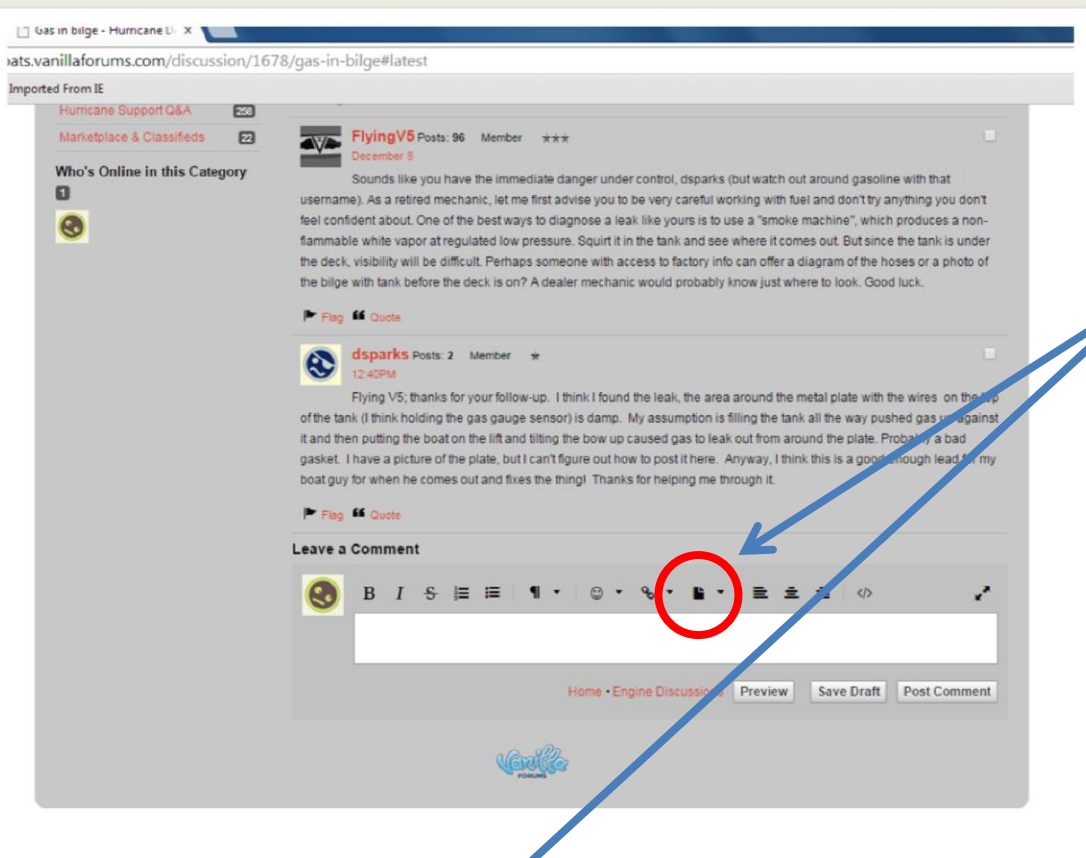 Gas in bilge - Hurricane D x
ats.vanillaforums.com/discussion/1678/gas-in-bilge#latest
Imported From IE
Hurricane Support Q&A 250
Marketplace & Classifieds 22
Who's Online in this Category
1
FlyingV5 Posts: 96 Member ★★★
December 8
Sounds like you have the immediate danger under control, dsparks (but watch out around gasoline with that
username). As a retired mechanic, let me first advise you to be very careful working with fuel and don't try anything you don't
feel confident about. One of the best ways to diagnose a leak like yours is to use a "smoke machine", which produces a non-
flammable white vapor at regulated low pressure. Squirt it in the tank and see where it comes out. But since the tank is under
the deck, visibility will be difficult. Perhaps someone with access to factory info can offer a diagram of the hoses or a photo of
the bilge with tank before the deck is on? A dealer mechanic would probably know just where to look. Good luck.
Flag Quote
dsparks Posts: 2 Member ★
12:40PM
Flying V5; thanks for your follow-up. I think I found the leak, the area around the metal plate with the wires on the top
of the tank (I think holding the gas gauge sensor) is damp. My assumption is filling the tank all the way pushed gas up against
it and then putting the boat on the lift and tilting the bow up caused gas to leak out from around the plate. Probably a bad
gasket. I have a picture of the plate, but I can't figure out how to post it here. Anyway, I think this is a good enough lead for my
boat guy for when he comes out and fixes the thing! Thanks for helping me through it.
Flag Quote
Leave a Comment
B I S ¶ </>
Home • Engine Discussions Preview Save Draft Post Comment
Vanilla
FORUMS